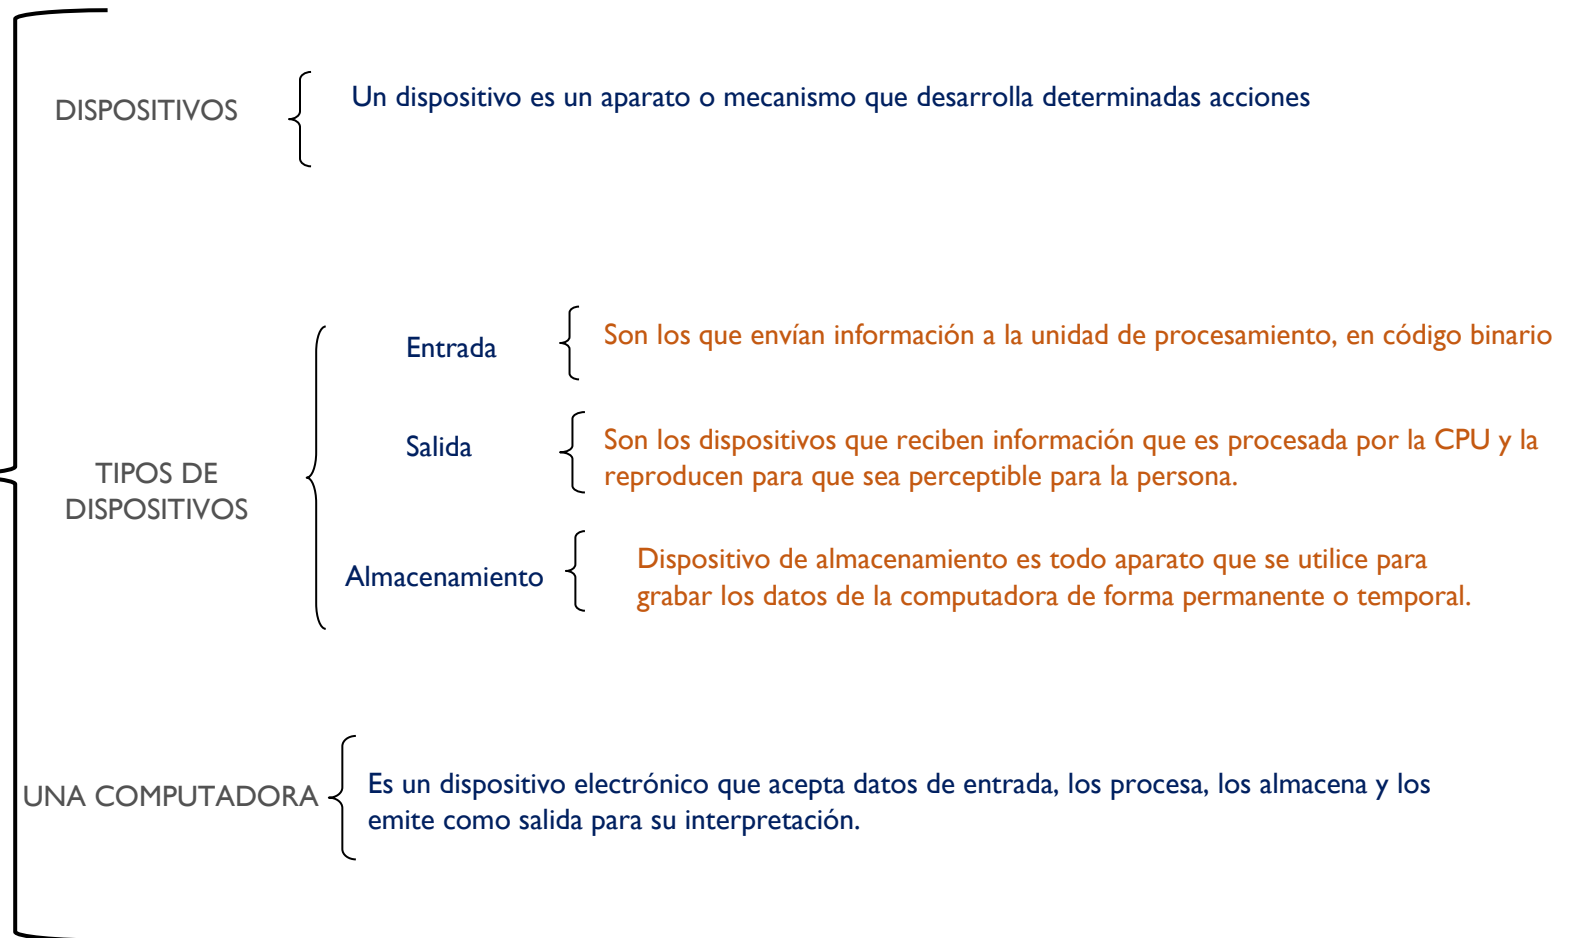 DISPOSITIVOS
Un dispositivo es un aparato o mecanismo que desarrolla determinadas acciones
TIPOS DE
DISPOSITIVOS
Entrada
Son los que envían información a la unidad de procesamiento, en código binario
Salida
Son los dispositivos que reciben información que es procesada por la CPU y la
reproducen para que sea perceptible para la persona.
Almacenamiento
Dispositivo de almacenamiento es todo aparato que se utilice para
grabar los datos de la computadora de forma permanente o temporal.
UNA COMPUTADORA
Es un dispositivo electrónico que acepta datos de entrada, los procesa, los almacena y los
emite como salida para su interpretación.